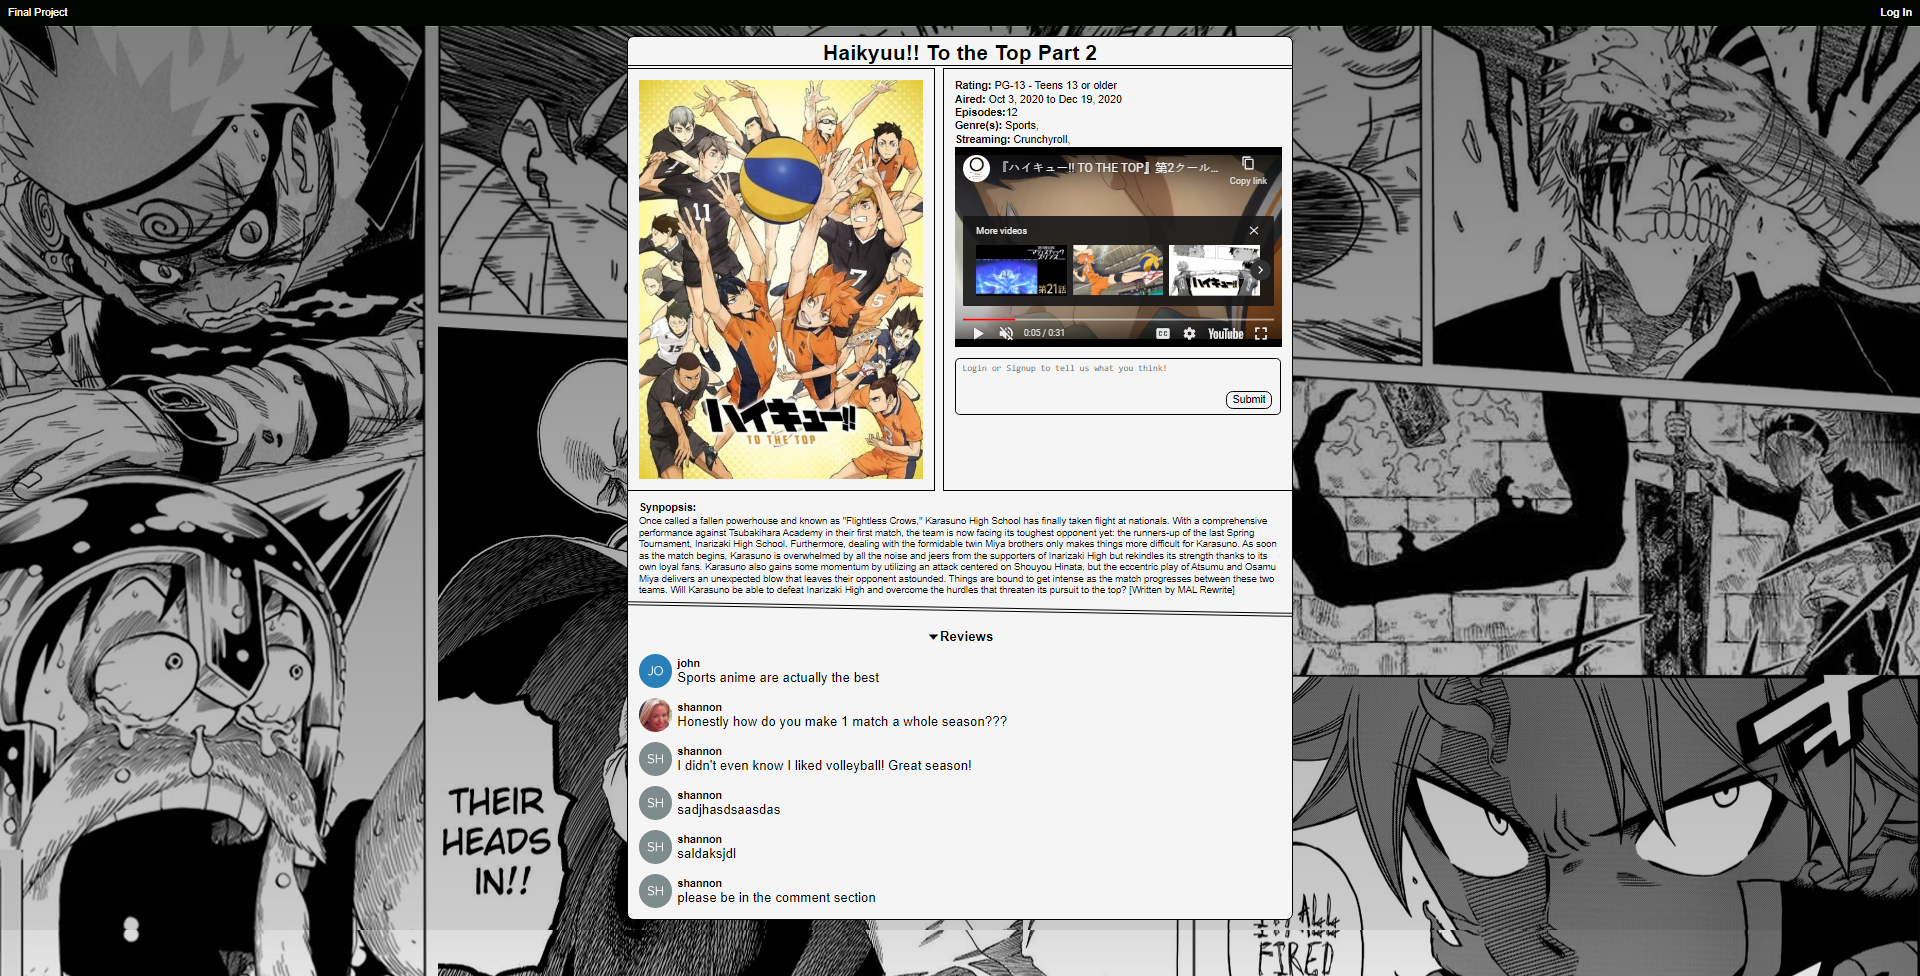 Final Project
Log In
Haikyuu!! To the Top Part 2
11
7
5
15
ハイキュー!!
TO THE TOP
Rating: PG-13 - Teens 13 or older
Aired: Oct 3, 2020 to Dec 19, 2020
Episodes:12
Genre(s): Sports,
Streaming: Crunchyroll,
『ハイキュー!! TO THE TOP』第2クール...
Copy link
More videos
第21話
ハイキュー!!
0:05 / 0:31
CC
YouTube
Login or Signup to tell us what you think!
Submit
Synpopsis:
Once called a fallen powerhouse and known as "Flightless Crows," Karasuno High School has finally taken flight at nationals. With a comprehensive
performance against Tsubakihara Academy in their first match, the team is now facing its toughest opponent yet: the runners-up of the last Spring
Tournament, Inarizaki High School. Furthermore, dealing with the formidable twin Miya brothers only makes things more difficult for Karasuno. As soon
as the match begins, Karasuno is overwhelmed by all the noise and jeers from the supporters of Inarizaki High but rekindles its strength thanks to its
own loyal fans. Karasuno also gains some momentum by utilizing an attack centered on Shouyou Hinata, but the eccentric play of Atsumu and Osamu
Miya delivers an unexpected blow that leaves their opponent astounded. Things are bound to get intense as the match progresses between these two
teams. Will Karasuno be able to defeat Inarizaki High and overcome the hurdles that threaten its pursuit to the top? [Written by MAL Rewrite]
Reviews
JO
john
Sports anime are actually the best
shannon
Honestly how do you make 1 match a whole season???
SH
shannon
I didn't even know I liked volleyball! Great season!
SH
shannon
sadjhasdsaasdas
SH
shannon
saldaksjdl
SH
shannon
please be in the comment section
THEIR
HEADS
IN!!
ALL
FIRED